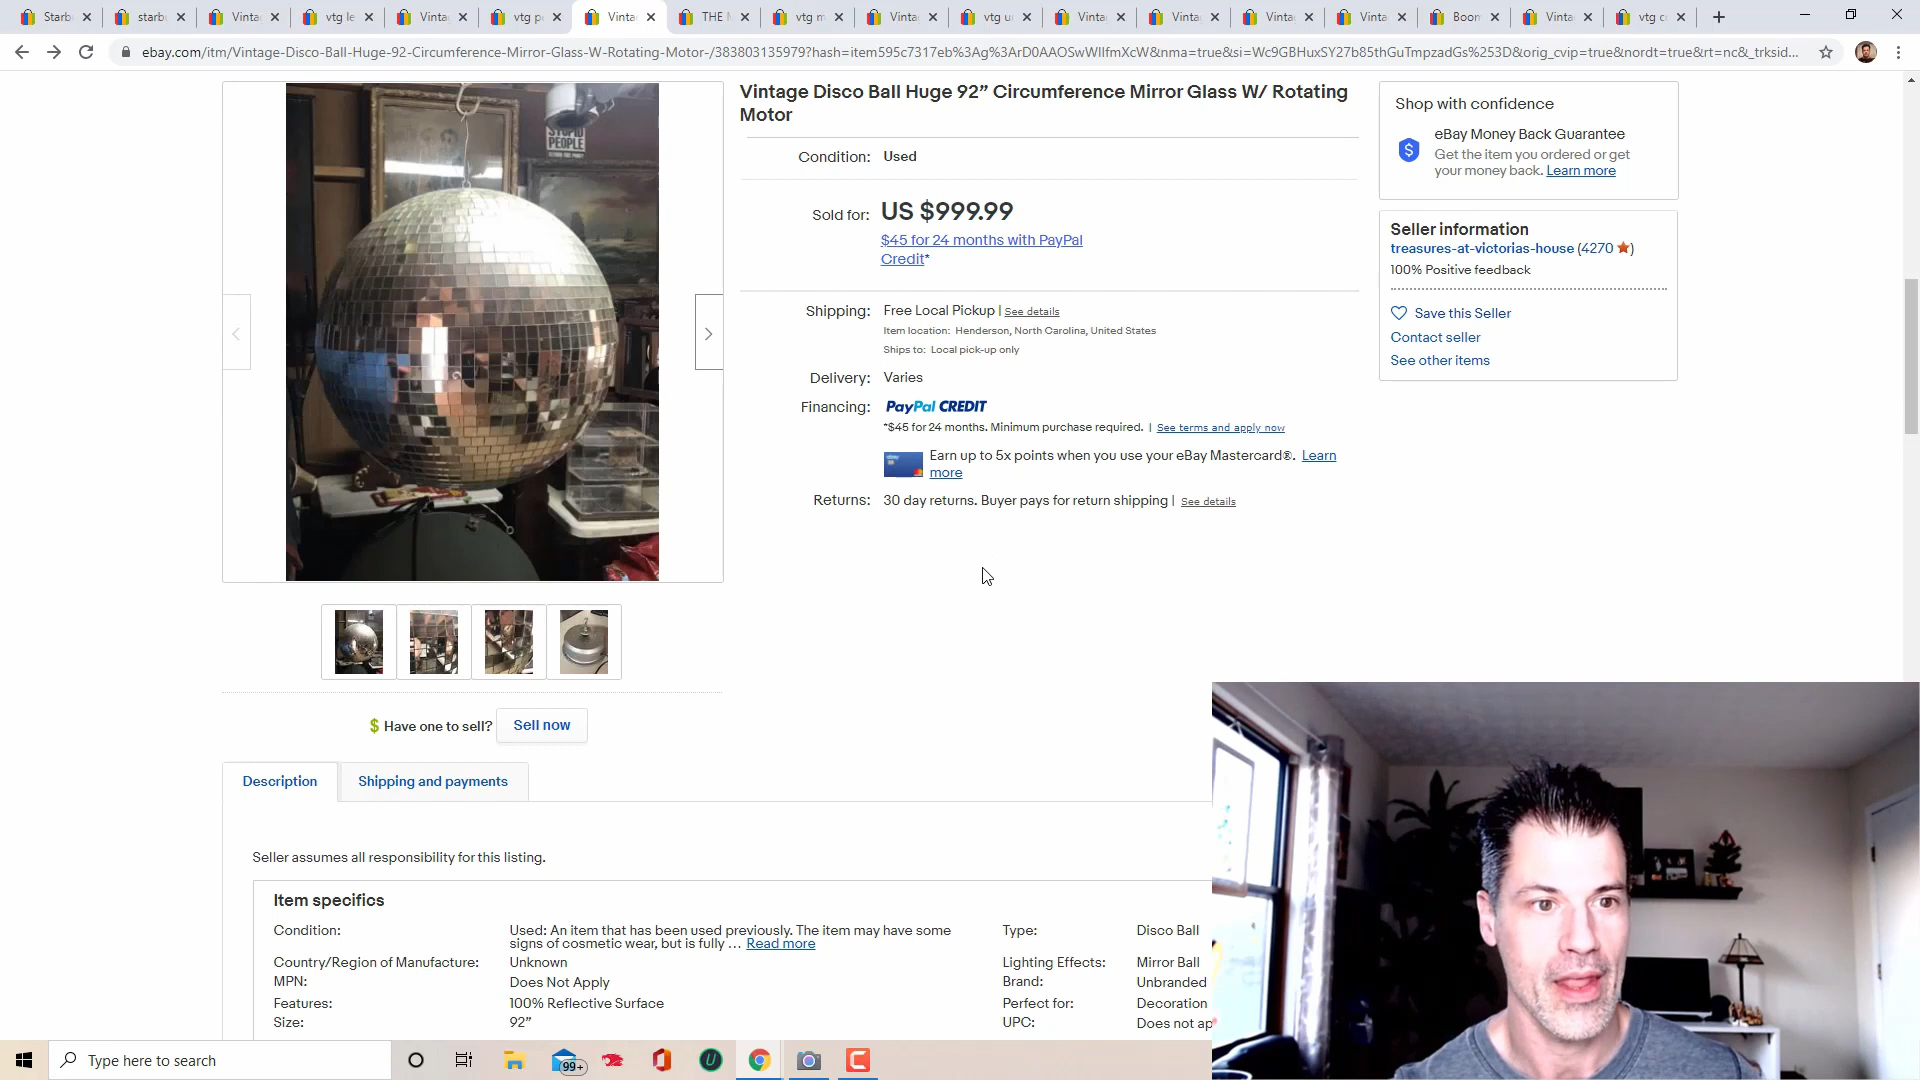 Starb
starbu
Vinta
vtg le
Vinta
vtg p
Vinta
THE M
vtg m
Vinta
vtg u
Vinta
Vinta
Vinta
Vinta
Boom
Vinta
vtg c
ebay.com/itm/Vintage-Disco-Ball-Huge-92-Circumference-Mirror-Glass-W-Rotating-Motor-/383803135979?hash=item595c7317eb%3Ag%3ArD0AAOSwWIlfmXcW&nma=true&si=Wc9GBHuxSY27b85thGuTmpzadGs%253D&orig_cvip=true&nordt=true&rt=nc&_trksid...
STUPID
PEOPLE
Vintage Disco Ball Huge 92” Circumference Mirror Glass W/ Rotating
Motor
Condition: Used
Sold for: US $999.99
$45 for 24 months with PayPal
Credit*
Shipping: Free Local Pickup | See details
Item location: Henderson, North Carolina, United States
Ships to: Local pick-up only
Delivery: Varies
Financing: PayPal CREDIT
*$45 for 24 months. Minimum purchase required. | See terms and apply now
Earn up to 5x points when you use your eBay Mastercard®. Learn
more
Returns: 30 day returns. Buyer pays for return shipping | See details
Shop with confidence
eBay Money Back Guarantee
Get the item you ordered or get
your money back. Learn more
Seller information
treasures-at-victorias-house (4270 ★)
100% Positive feedback
Save this Seller
Contact seller
See other items
$ Have one to sell? Sell now
Description
Shipping and payments
Seller assumes all responsibility for this listing.
Item specifics
Condition: Used: An item that has been used previously. The item may have some
signs of cosmetic wear, but is fully ... Read more
Type: Disco Ball
Country/Region of Manufacture: Unknown
Lighting Effects: Mirror Ball
MPN: Does Not Apply
Brand: Unbranded
Features: 100% Reflective Surface
Perfect for: Decoration
Size: 92”
UPC: Does not ap
Type here to search
99+